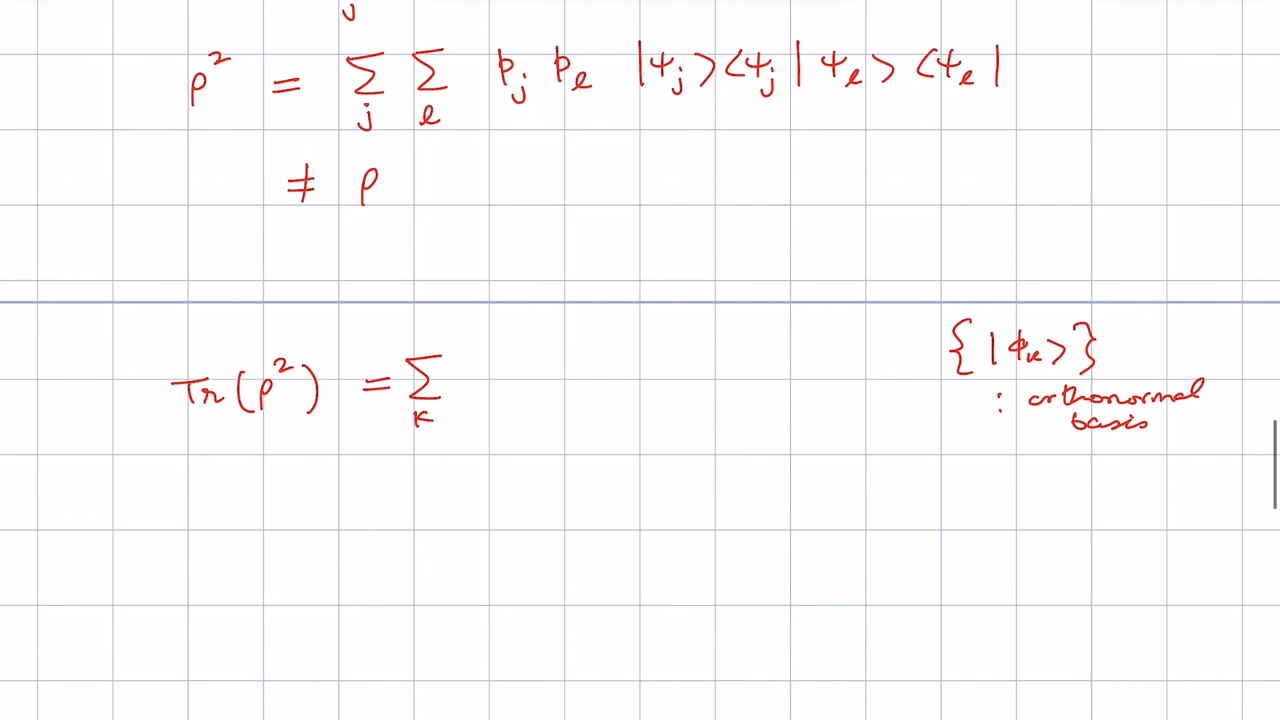 j
ρ² = Σ_j Σ_ℓ p_j p_ℓ |ψ_j><ψ_j|ψ_ℓ><ψ_ℓ|
≠ ρ
{|ϕ_k>}
Tr(ρ²) = Σ_k
: orthonormal
basis